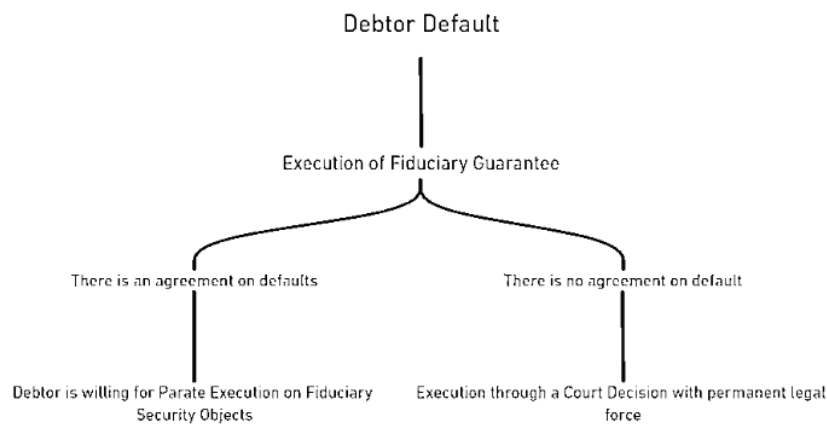 Debtor Default
Execution of Fiduciary Guarantee
There is an agreement on defaults
There is no agreement on default
Debtor is willing for Parate Execution on Fiduciary
Security Objects
Execution through a Court Decision with permanent legal
force